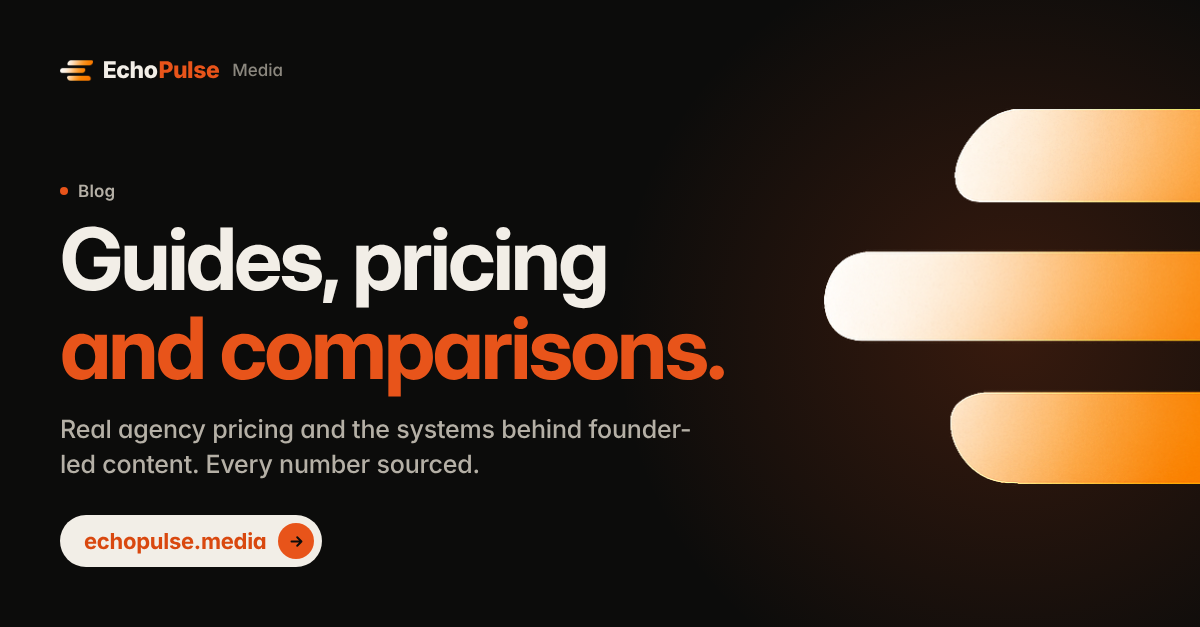 EchoPulse Media
Blog
Guides, pricing
and comparisons.
Real agency pricing and the systems behind founder-
led content. Every number sourced.
echopulse.media